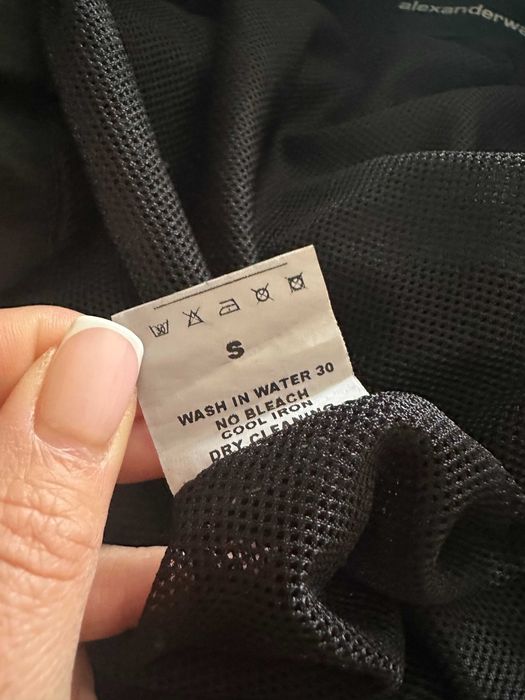 alexanderwa
S
WASH IN WATER 30
NO BLEACH
COOL IRON
DRY CLEANING